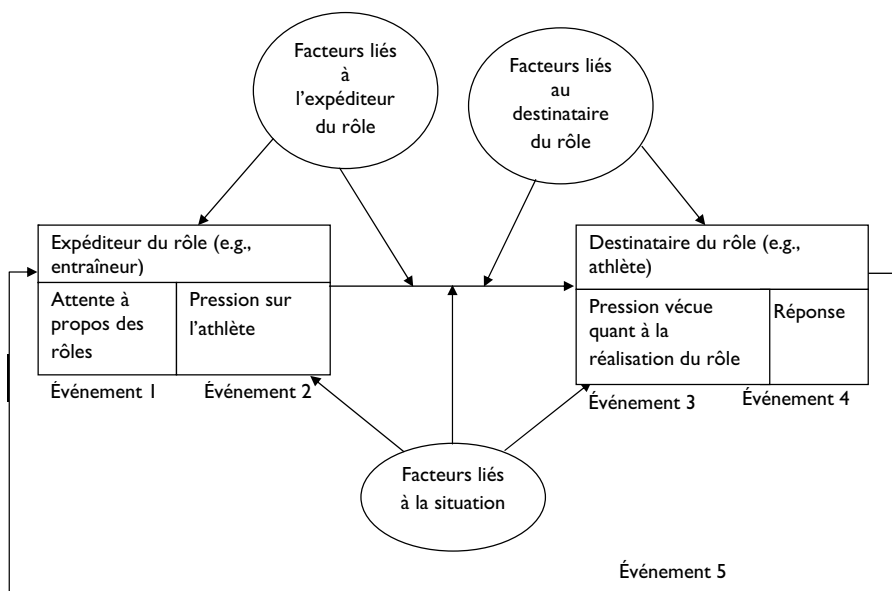 Facteurs liés
à
l'expéditeur
du rôle
Facteurs liés
au
destinataire
du rôle
Expéditeur du rôle (e.g.,
entraîneur)
Attente à
propos des
rôles
Pression sur
l'athlète
Événement 1
Événement 2
Destinataire du rôle (e.g.,
athlète)
Pression vécue
quant à la
réalisation du rôle
Réponse
Événement 3
Événement 4
Facteurs liés
à la situation
Événement 5